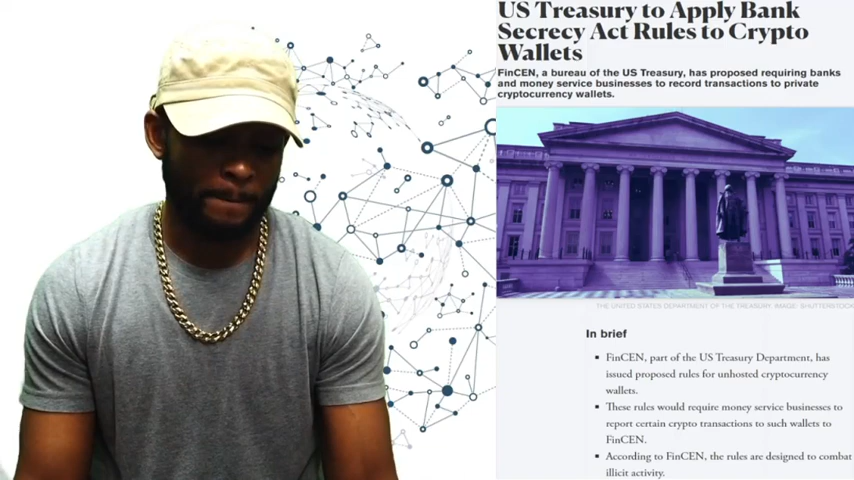 US Treasury to Apply Bank
Secrecy Act Rules to Crypto
Wallets
FinCEN, a bureau of the US Treasury, has proposed requiring banks
and money service businesses to record transactions to private
cryptocurrency wallets.
THE UNITED STATES DEPARTMENT OF THE TREASURY. IMAGE: SHUTTERSTOCK
In brief
▪ FinCEN, part of the US Treasury Department, has
issued proposed rules for unhosted cryptocurrency
wallets.
▪ These rules would require money service businesses to
report certain crypto transactions to such wallets to
FinCEN.
▪ According to FinCEN, the rules are designed to combat
illicit activity.